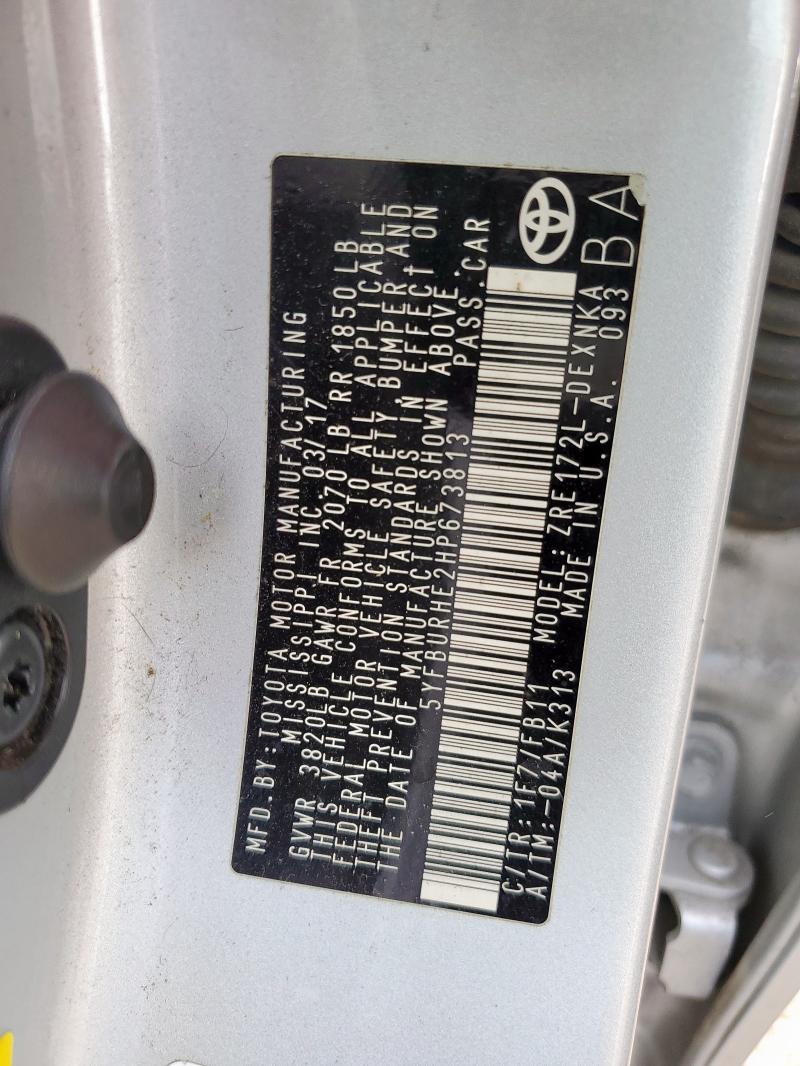 MFD.BY:TOYOTA MOTOR MANUFACTURING
MISSISSIPPI INC. 03/17
GVWR 3820LB GAWR FR 2070 LB RR 1850 LB
THIS VEHICLE CONFORMS TO ALL APPLICABLE
FEDERAL MOTOR VEHICLE SAFETY BUMPER AND
THEFT PREVENTION STANDARDS IN EFFECT ON
THE DATE OF MANUFACTURE SHOWN ABOVE.
5YFBURHE2HP673813 PASS.CAR
C/TR:1F7/FB11 MODEL:ZRE172L-DEXNKA
A/TM:-04A/K313 MADE IN U.S.A. 093
BA